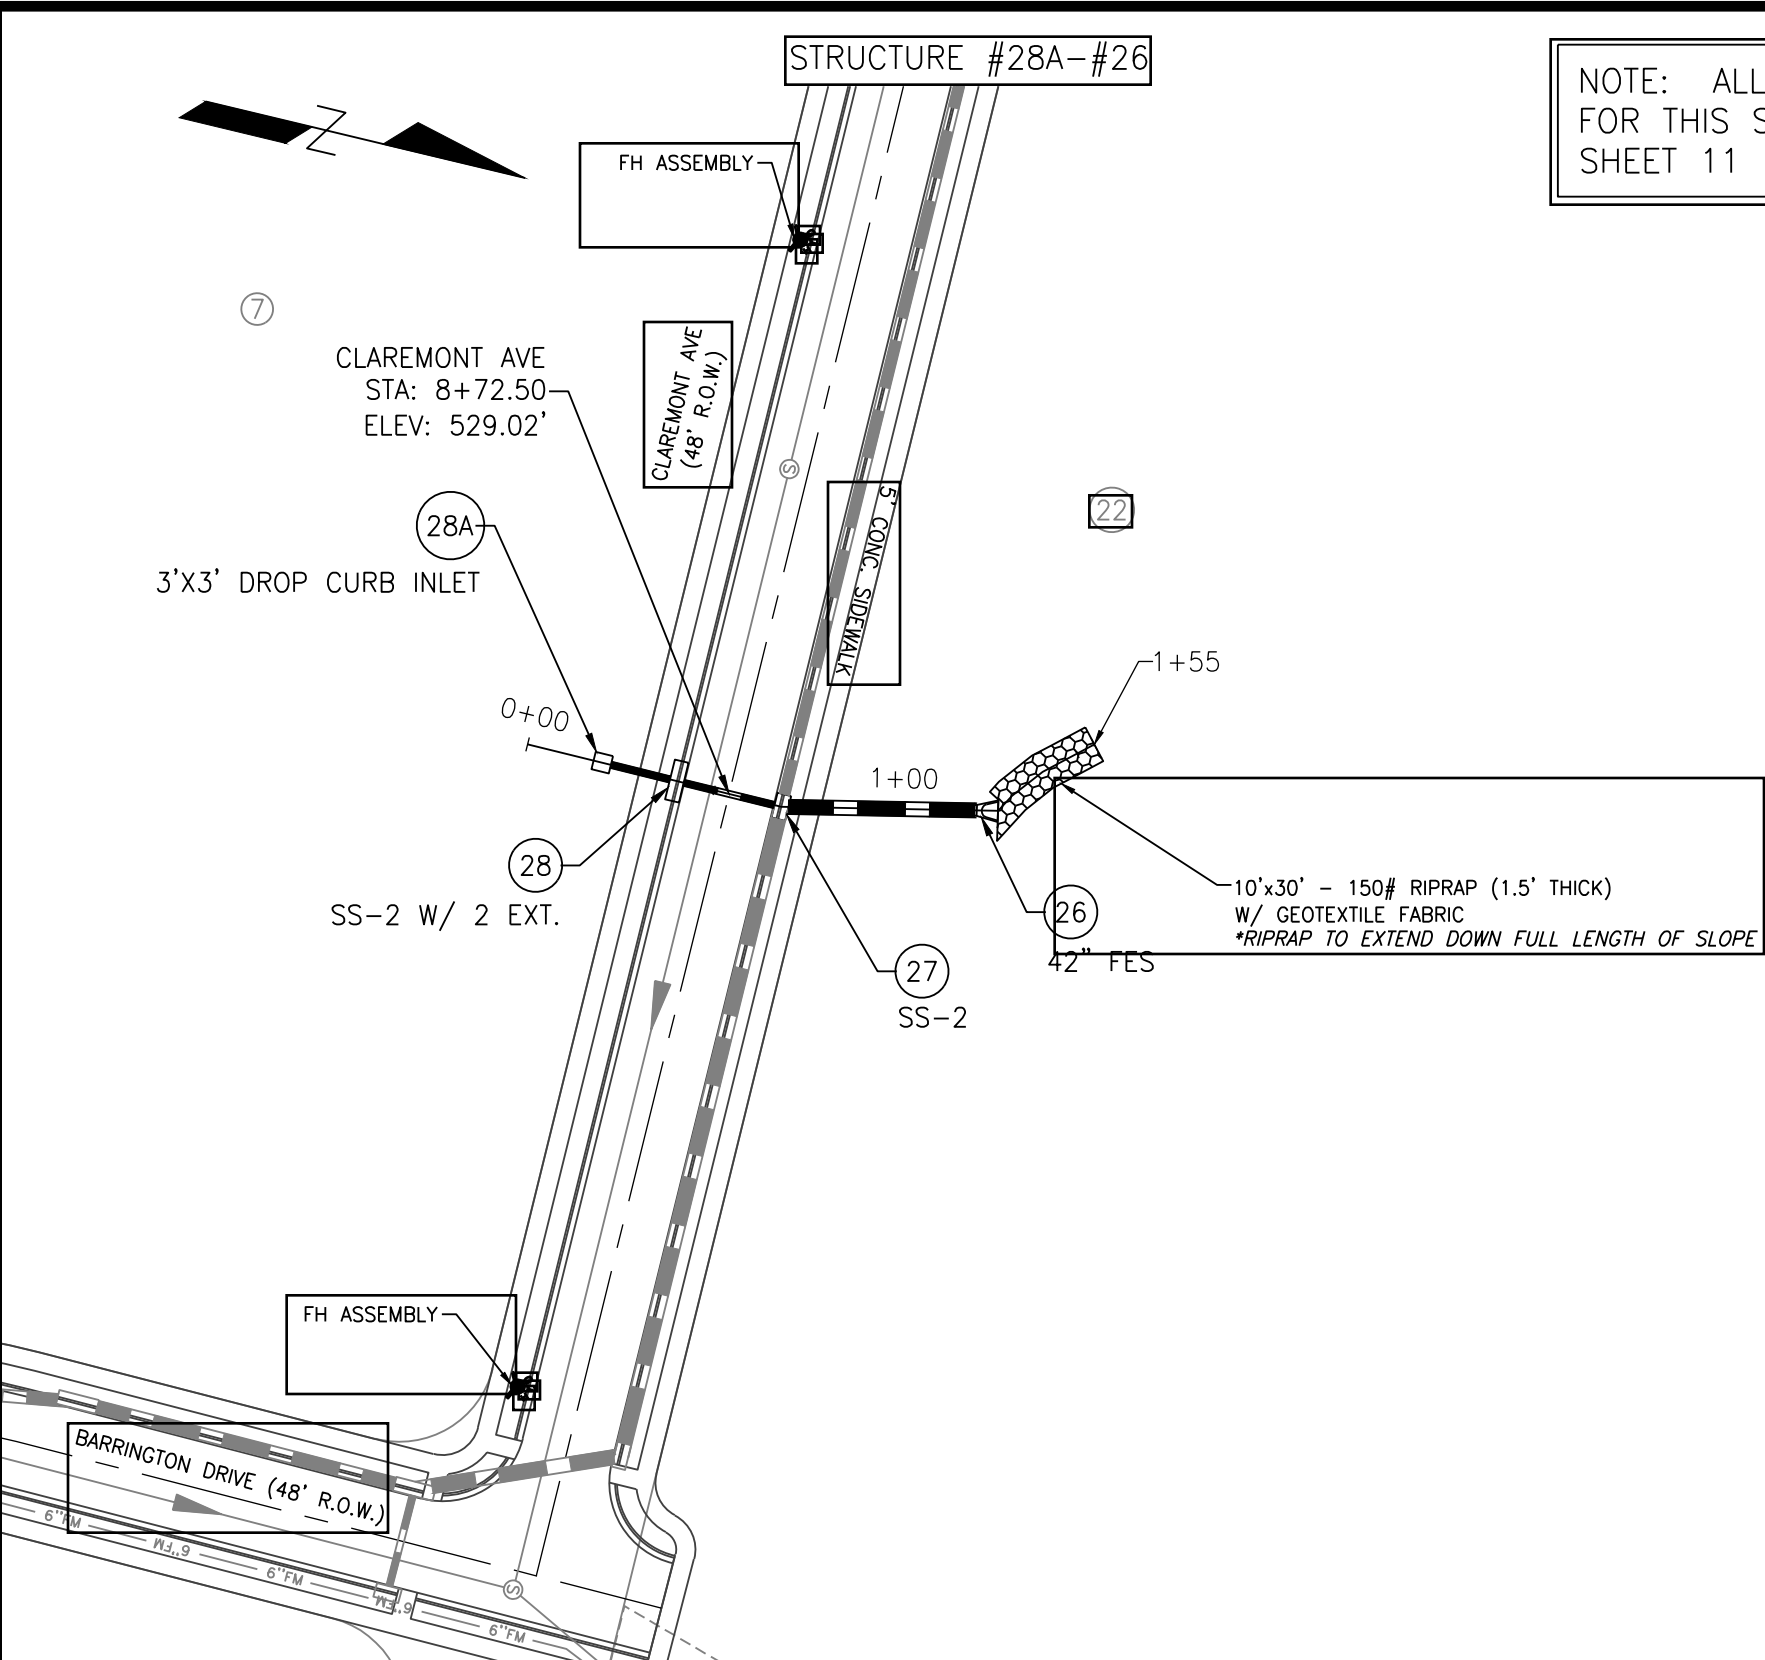 STRUCTURE #28A-#26
NOTE: ALL
FOR THIS S
SHEET 11
Z
FH ASSEMBLY
7
CLAREMONT AVE
STA: 8+72.50
ELEV: 529.02'
CLAREMONT AVE
(48' R.O.W.)
S
5' CONC. SIDEWALK
22
28A
3'X3' DROP CURB INLET
1+55
0+00
1+00
28
SS-2 W/ 2 EXT.
10'x30' - 150# RIPRAP (1.5' THICK)
W/ GEOTEXTILE FABRIC
*RIPRAP TO EXTEND DOWN FULL LENGTH OF SLOPE
26
42" FES
27
SS-2
FH ASSEMBLY
BARRINGTON DRIVE (48' R.O.W.)
6"FM
6"FM
6"FM
6"FM
6"FM
S